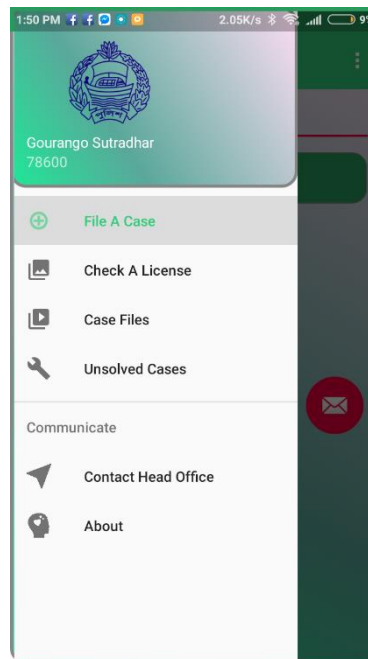 1:50 PM
2.05K/s
পুলিশ
Gourango Sutradhar
78600
File A Case
Check A License
Case Files
Unsolved Cases
Communicate
Contact Head Office
About